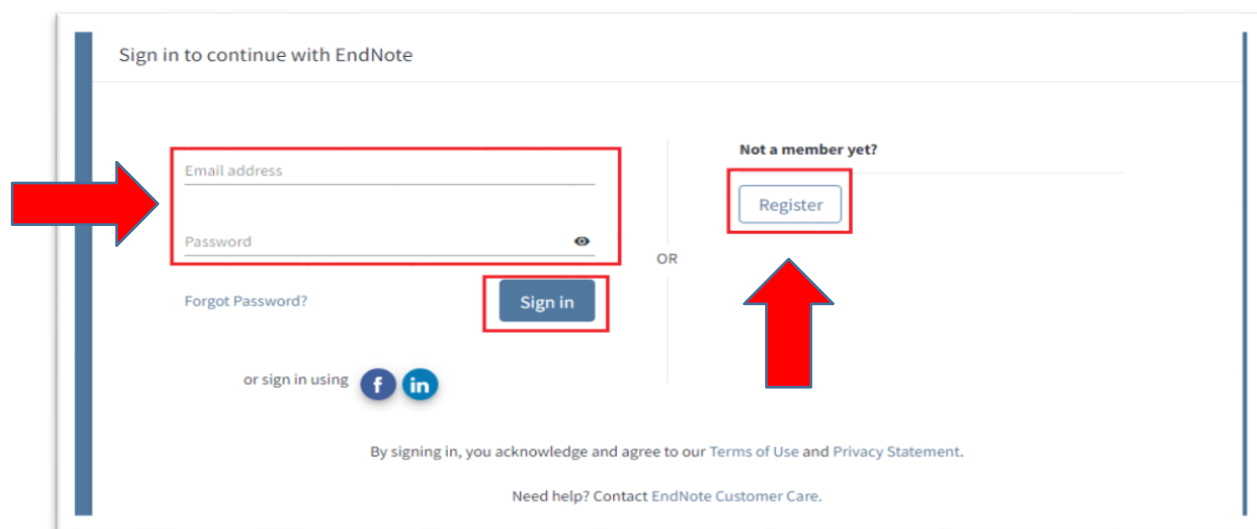 Sign in to continue with EndNote
Email address
Password
Forgot Password?
Sign in
or sign in using
f in
OR
Not a member yet?
Register
By signing in, you acknowledge and agree to our Terms of Use and Privacy Statement.
Need help? Contact EndNote Customer Care.